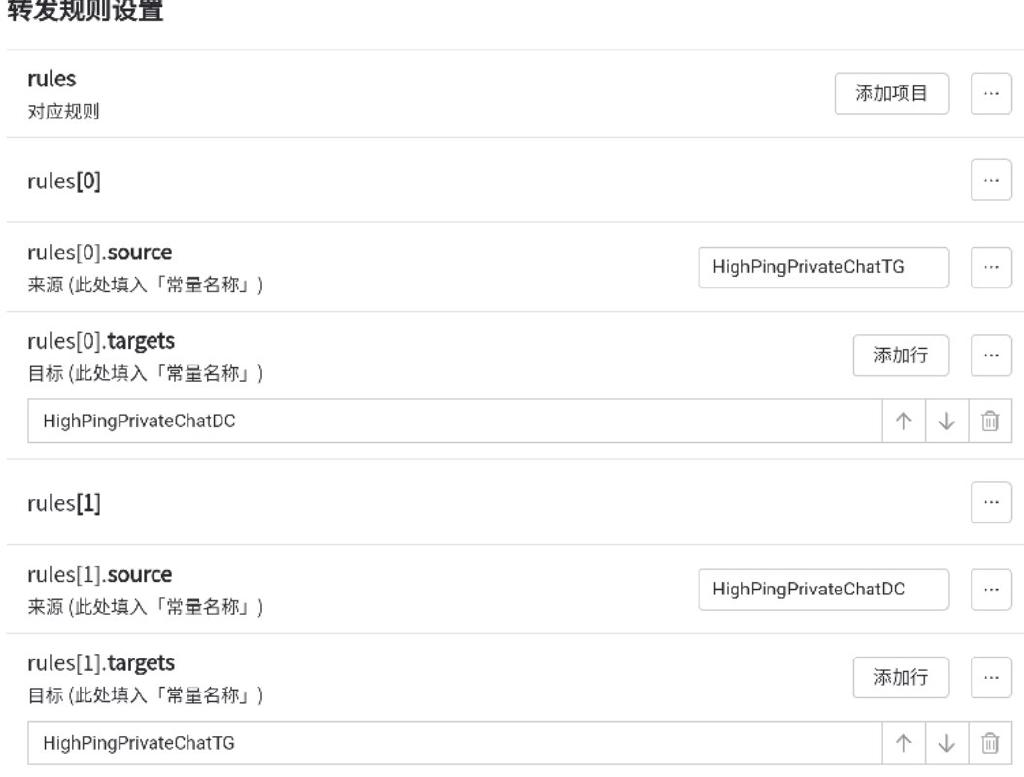 转发规则设置
rules
对应规则
添加项目
rules[0]
rules[0].source
来源 (此处填入「常量名称」)
HighPingPrivateChatTG
rules[0].targets
目标 (此处填入「常量名称」)
添加行
HighPingPrivateChatDC
rules[1]
rules[1].source
来源 (此处填入「常量名称」)
HighPingPrivateChatDC
rules[1].targets
目标 (此处填入「常量名称」)
添加行
HighPingPrivateChatTG